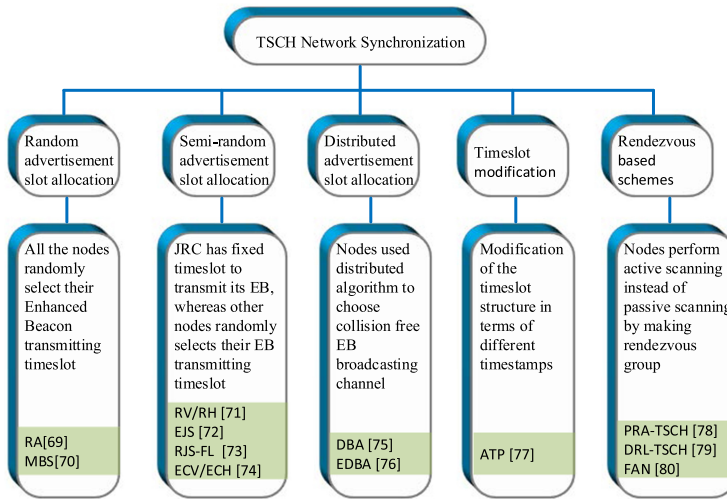 TSCH Network Synchronization
Random
advertisement
slot allocation
Semi-random
advertisement
slot allocation
Distributed
advertisement
slot allocation
Timeslot
modification
Rendezvous
based
schemes
All the nodes
randomly
select their
Enhanced
Beacon
transmitting
timeslot
RA[69]
MBS[70]
JRC has fixed
timeslot to
transmit its EB,
whereas other
nodes randomly
selects their EB
transmitting
timeslot
RV/RH [71]
EJS [72]
RJS-FL [73]
ECV/ECH [74]
Nodes used
distributed
algorithm to
choose
collision free
EB
broadcasting
channel
DBA [75]
EDBA [76]
Modification
of the
timeslot
structure in
terms of
different
timestamps
ATP [77]
Nodes perform
active scanning
instead of
passive scanning
by making
rendezvous
group
PRA-TSCH [78]
DRL-TSCH [79]
FAN [80]